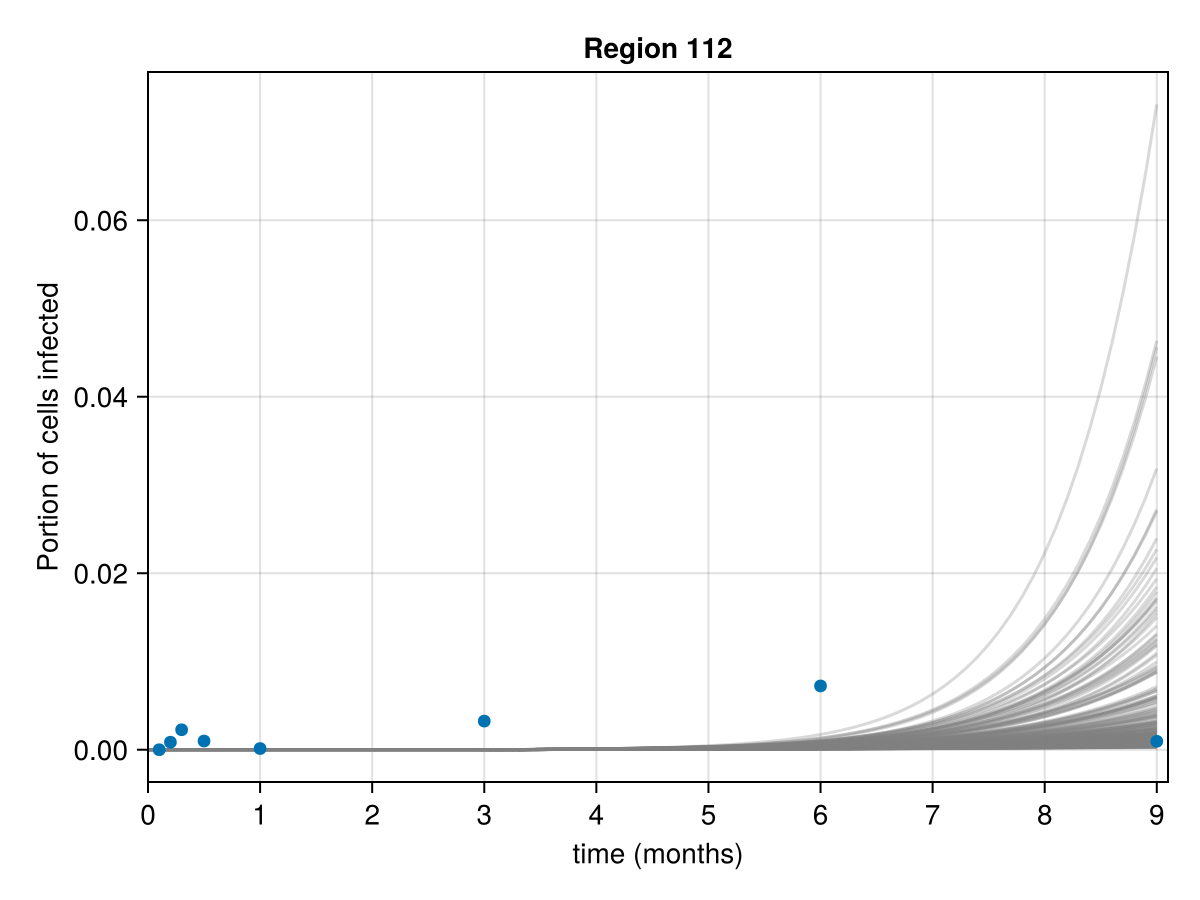 Region 112
Portion of cells infected
0.06
0.04
0.02
0.00
0 1 2 3 4 5 6 7 8 9
time (months)